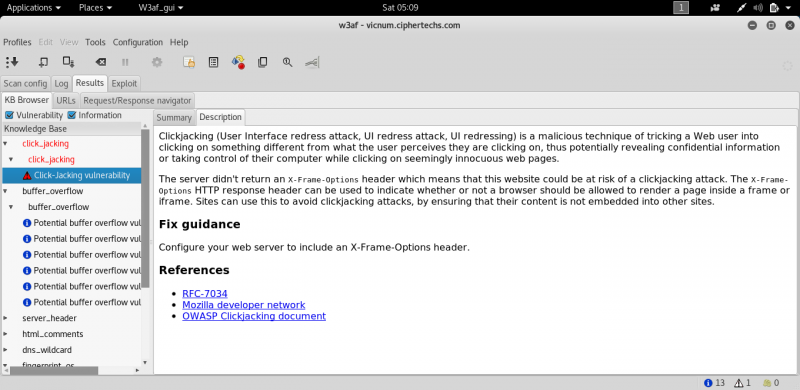 Applications
Places
W3af_gui
Sat 05:09
1
w3af - vicnum.ciphertechs.com
Profiles Edit View Tools Configuration Help
Scan config Log Results Exploit
KB Browser URLs Request/Response navigator
Vulnerability Information
Knowledge Base
click_jacking
click_jacking
Click-Jacking vulnerability
buffer_overflow
buffer_overflow
Potential buffer overflow vul
Potential buffer overflow vul
Potential buffer overflow vul
Potential buffer overflow vul
Potential buffer overflow vul
Potential buffer overflow vul
server_header
html_comments
dns_wildcard
fingerprint_os
Summary Description
Clickjacking (User Interface redress attack, UI redress attack, UI redressing) is a malicious technique of tricking a Web user into
clicking on something different from what the user perceives they are clicking on, thus potentially revealing confidential information
or taking control of their computer while clicking on seemingly innocuous web pages.
The server didn't return an X-Frame-Options header which means that this website could be at risk of a clickjacking attack. The X-Frame-
Options HTTP response header can be used to indicate whether or not a browser should be allowed to render a page inside a frame or
iframe. Sites can use this to avoid clickjacking attacks, by ensuring that their content is not embedded into other sites.
Fix guidance
Configure your web server to include an X-Frame-Options header.
References
RFC-7034
Mozilla developer network
OWASP Clickjacking document
13 1 0